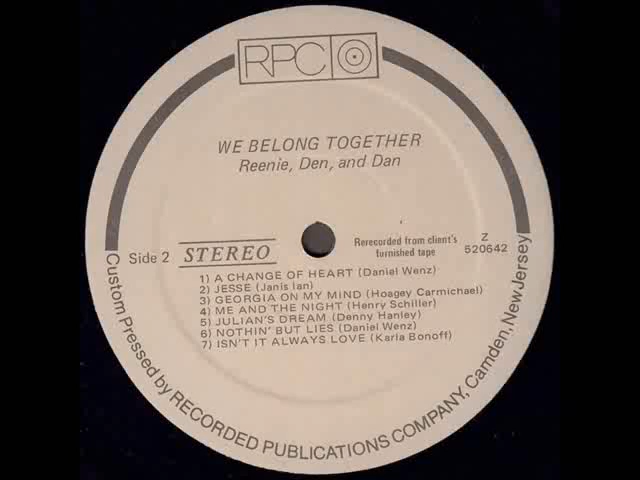 RPC
WE BELONG TOGETHER
Reenie, Den, and Dan
Side 2
STEREO
Rerecorded from client's
furnished tape
Z
520642
1) A CHANGE OF HEART (Daniel Wenz)
2) JESSE (Janis Ian)
3) GEORGIA ON MY MIND (Hoagey Carmichael)
4) ME AND THE NIGHT (Henry Schiller)
5) JULIAN'S DREAM (Denny Hanley)
6) NOTHIN' BUT LIES (Daniel Wenz)
7) ISN'T IT ALWAYS LOVE (Karla Bonoff)
Custom Pressed by RECORDED PUBLICATIONS COMPANY, Camden, New Jersey